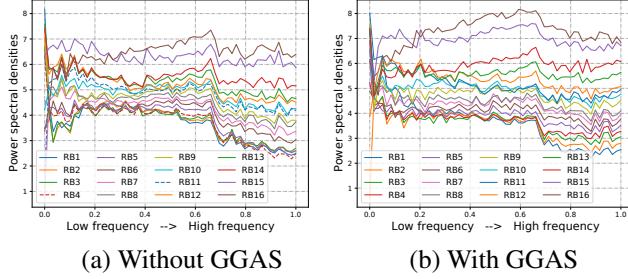 (a)
(b)
Power spectral densities
8
7
6
5
4
3
2
1
RB1
RB5
RB9
RB13
RB2
RB6
RB10
RB14
RB3
RB7
RB11
RB15
RB4
RB8
RB12
RB16
0.0 0.2 0.4 0.6 0.8 1.0
Low frequency --> High frequency
(a) Without GGAS
Power spectral densities
8
7
6
5
4
3
2
1
RB1
RB5
RB9
RB13
RB2
RB6
RB10
RB14
RB3
RB7
RB11
RB15
RB4
RB8
RB12
RB16
0.0 0.2 0.4 0.6 0.8 1.0
Low frequency --> High frequency
(b) With GGAS